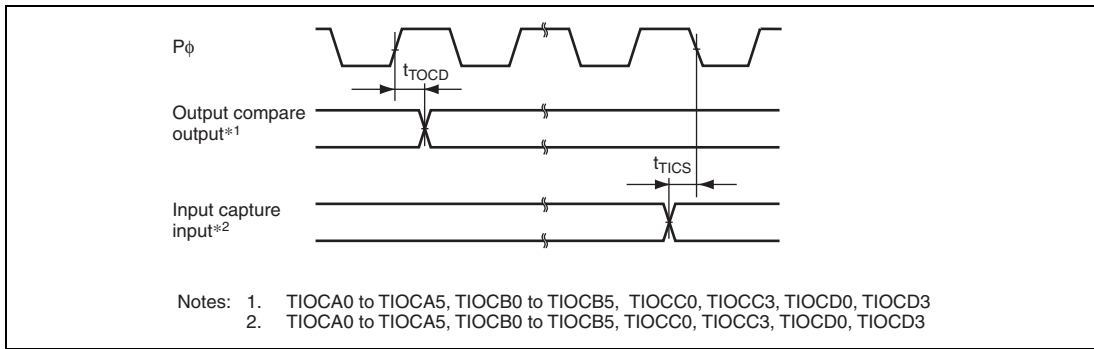 Pϕ
tTOCD
Output compare
output*1
tTICS
Input capture
input*2
Notes: 1. TIOCA0 to TIOCA5, TIOCB0 to TIOCB5, TIOCC0, TIOCC3, TIOCD0, TIOCD3
2. TIOCA0 to TIOCA5, TIOCB0 to TIOCB5, TIOCC0, TIOCC3, TIOCD0, TIOCD3